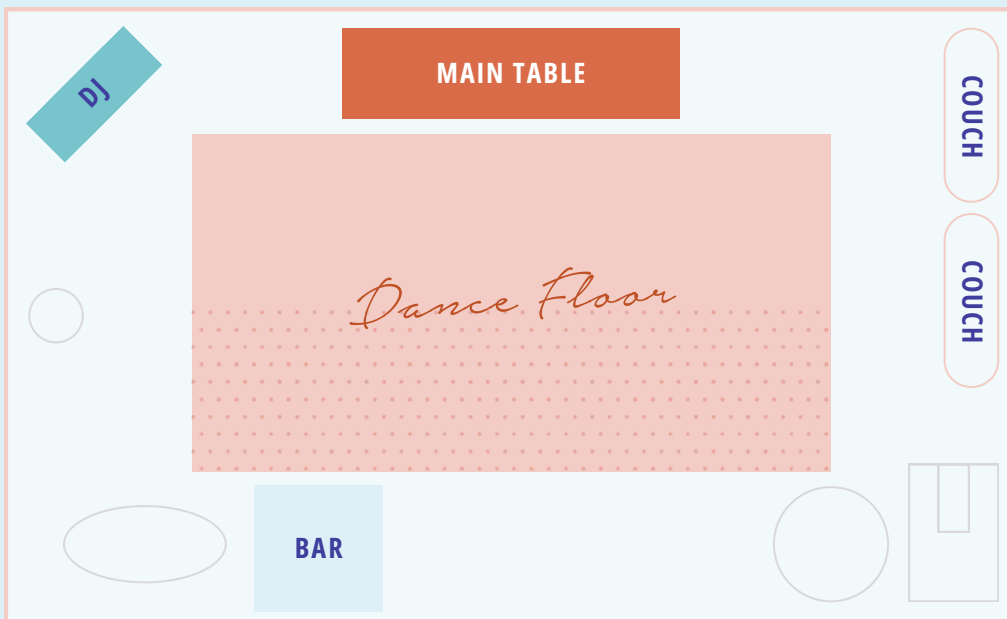 DJ
MAIN TABLE
COUCH
Dance Floor
COUCH
BAR